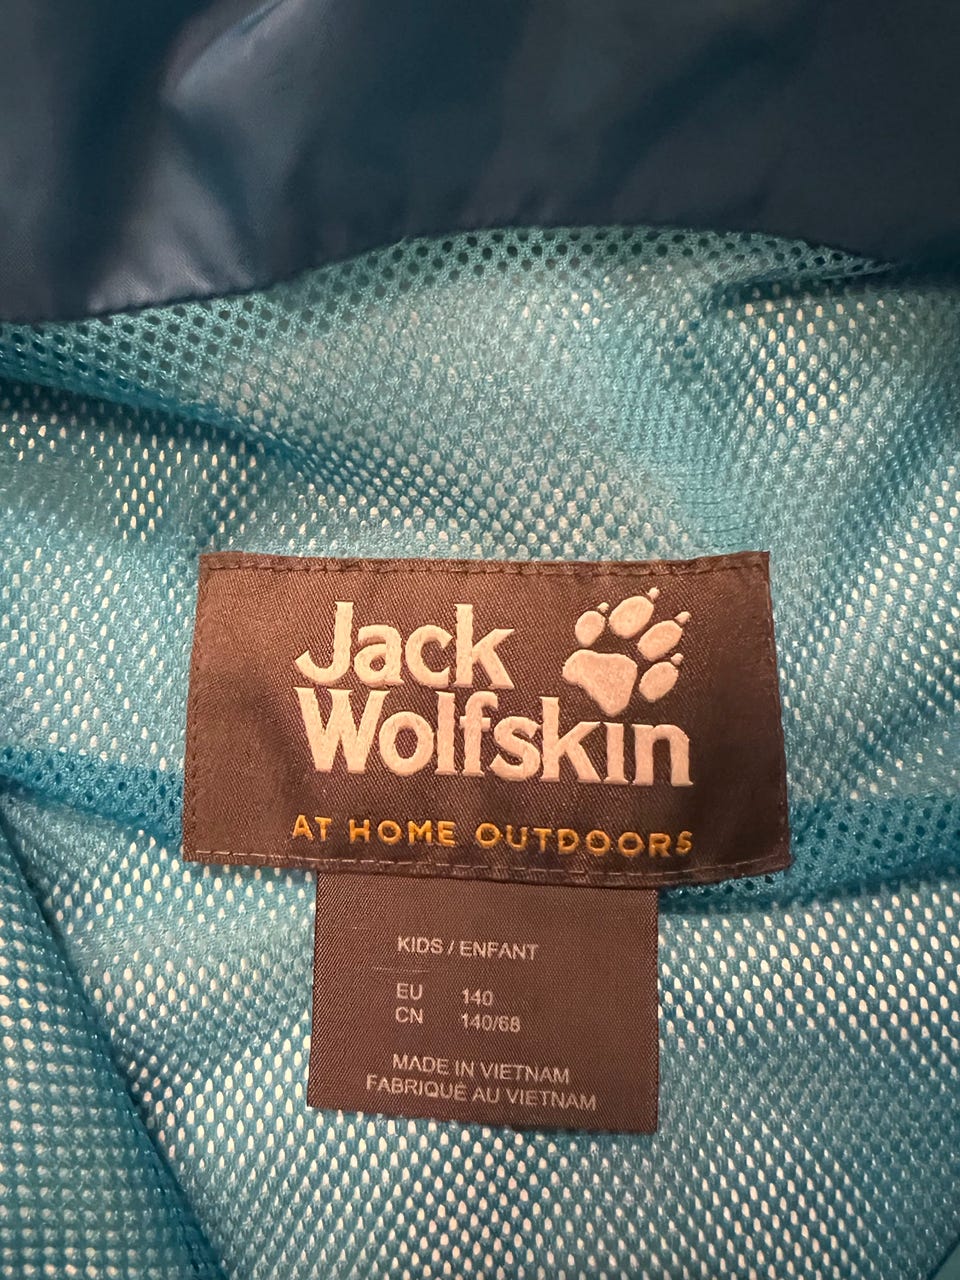 Jack
Wolfskin
AT HOME OUTDOORS
KIDS / ENFANT
EU 140
CN 140/68
MADE IN VIETNAM
FABRIQUÉ AU VIETNAM